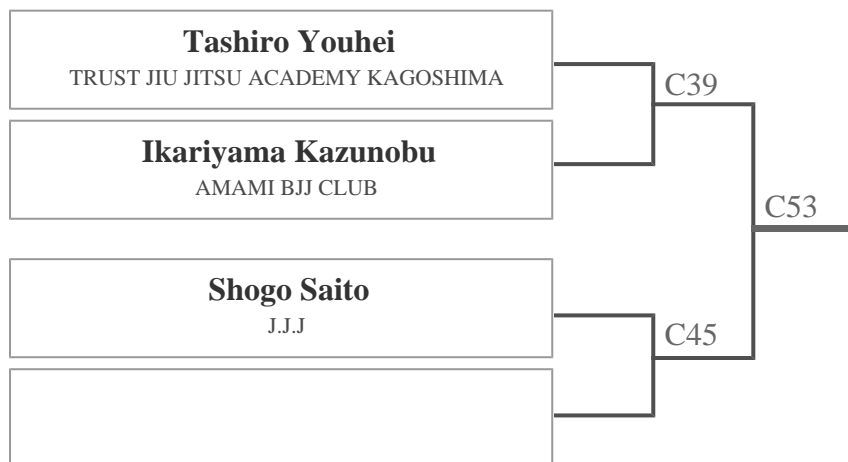 Tashiro Youhei
TRUST JIU JITSU ACADEMY KAGOSHIMA
C39
Ikariyama Kazunobu
AMAMI BJJ CLUB
C53
Shogo Saito
J.J.J
C45